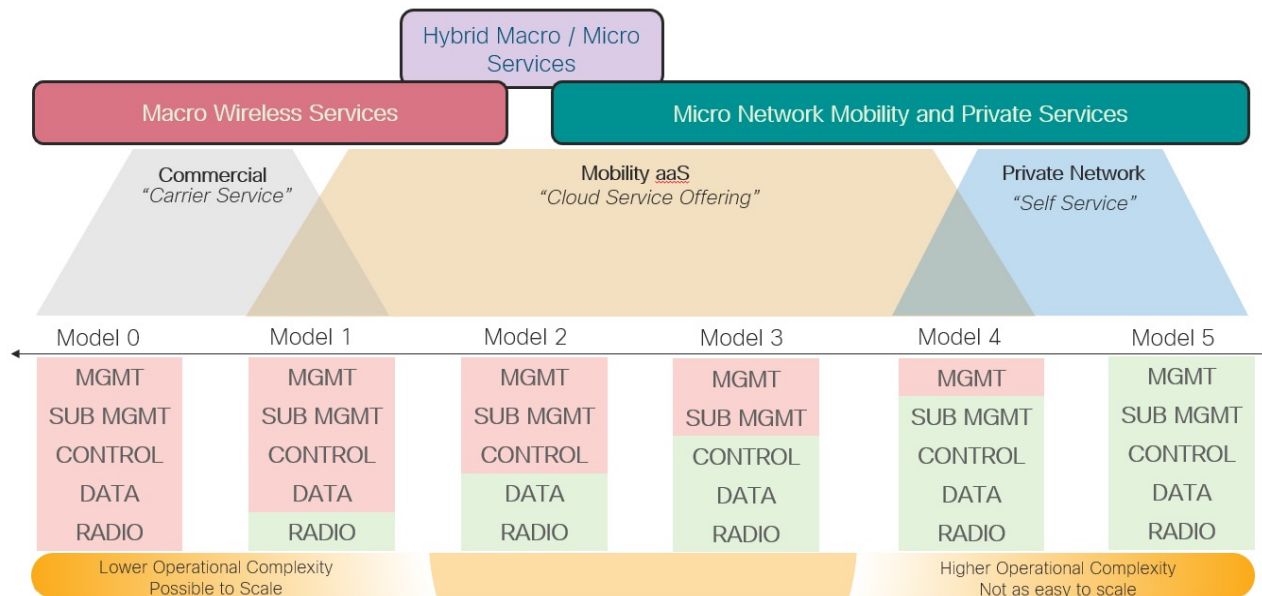 Hybrid Macro / Micro
Services
Macro Wireless Services
Micro Network Mobility and Private Services
Commercial
“Carrier Service”
Mobility aaS
“Cloud Service Offering”
Private Network
“Self Service”
Model 0
Model 1
Model 2
Model 3
Model 4
Model 5
MGMT
SUB MGMT
CONTROL
DATA
RADIO
MGMT
SUB MGMT
CONTROL
DATA
RADIO
MGMT
SUB MGMT
CONTROL
DATA
RADIO
MGMT
SUB MGMT
CONTROL
DATA
RADIO
MGMT
SUB MGMT
CONTROL
DATA
RADIO
MGMT
SUB MGMT
CONTROL
DATA
RADIO
Lower Operational Complexity
Possible to Scale
Higher Operational Complexity
Not as easy to scale